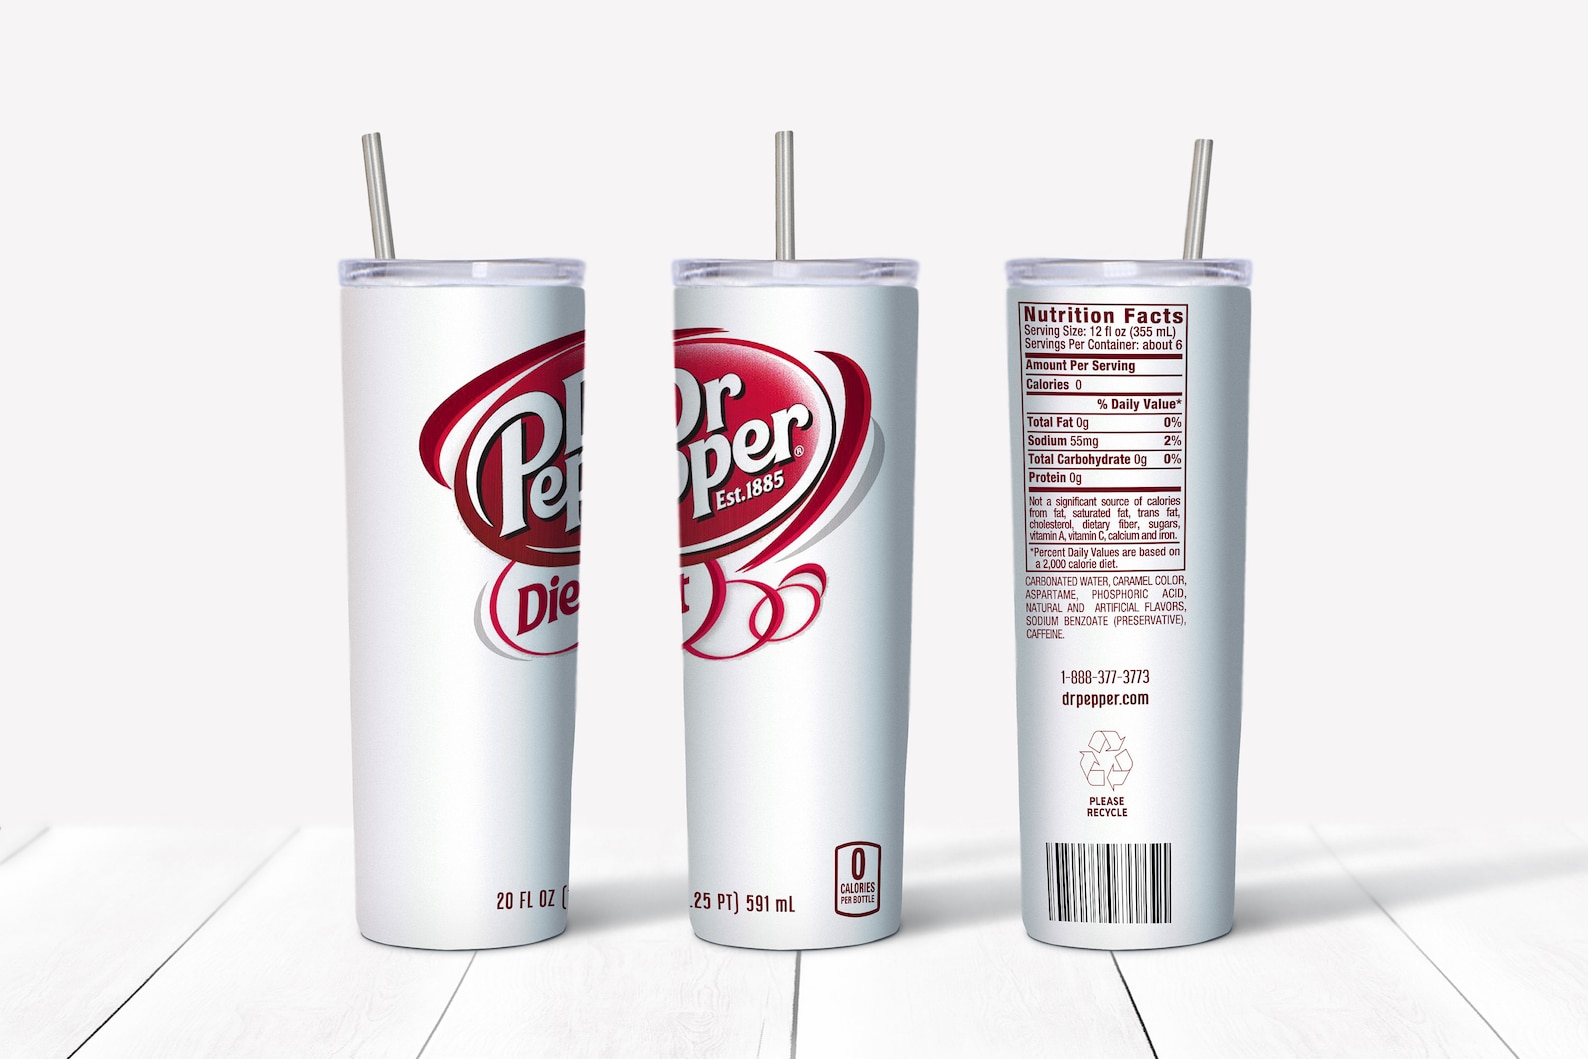 Dr
Pepper
Die
20 FL OZ (
Dr
pper®
Est.1885
t
.25 PT) 591 mL
0
CALORIES
PER BOTTLE
Nutrition Facts
Serving Size: 12 fl oz (355 mL)
Servings Per Container: about 6
Amount Per Serving
Calories 0
% Daily Value*
Total Fat 0g 0%
Sodium 55mg 2%
Total Carbohydrate 0g 0%
Protein 0g
Not a significant source of calories
from fat, saturated fat, trans fat,
cholesterol, dietary fiber, sugars,
vitamin A, vitamin C, calcium and iron.
*Percent Daily Values are based on
a 2,000 calorie diet.
CARBONATED WATER, CARAMEL COLOR,
ASPARTAME, PHOSPHORIC ACID,
NATURAL AND ARTIFICIAL FLAVORS,
SODIUM BENZOATE (PRESERVATIVE),
CAFFEINE.
1-888-377-3773
drpepper.com
PLEASE
RECYCLE